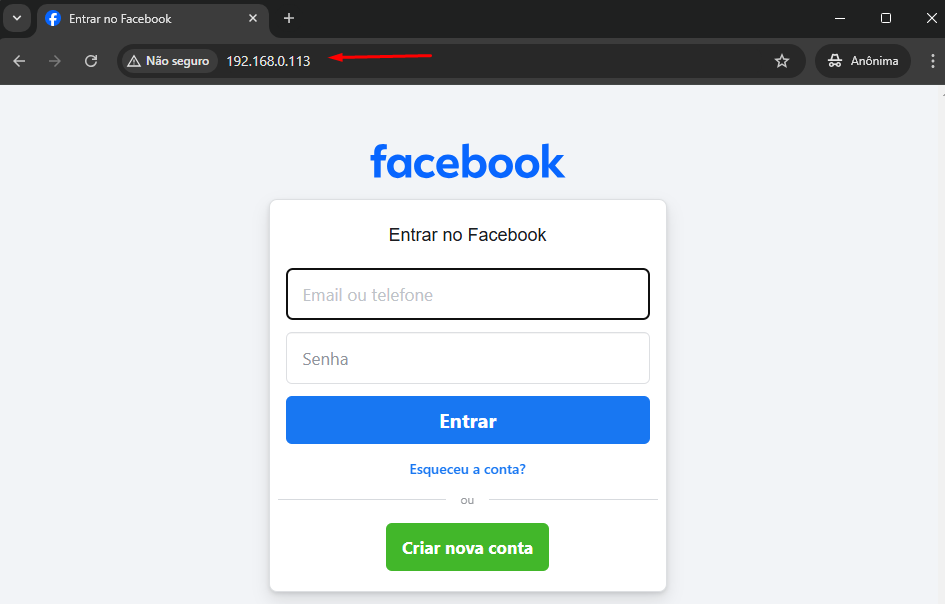 Entrar no Facebook
Não seguro
192.168.0.113
Anônima
facebook
Entrar no Facebook
Email ou telefone
Senha
Entrar
Esqueceu a conta?
ou
Criar nova conta